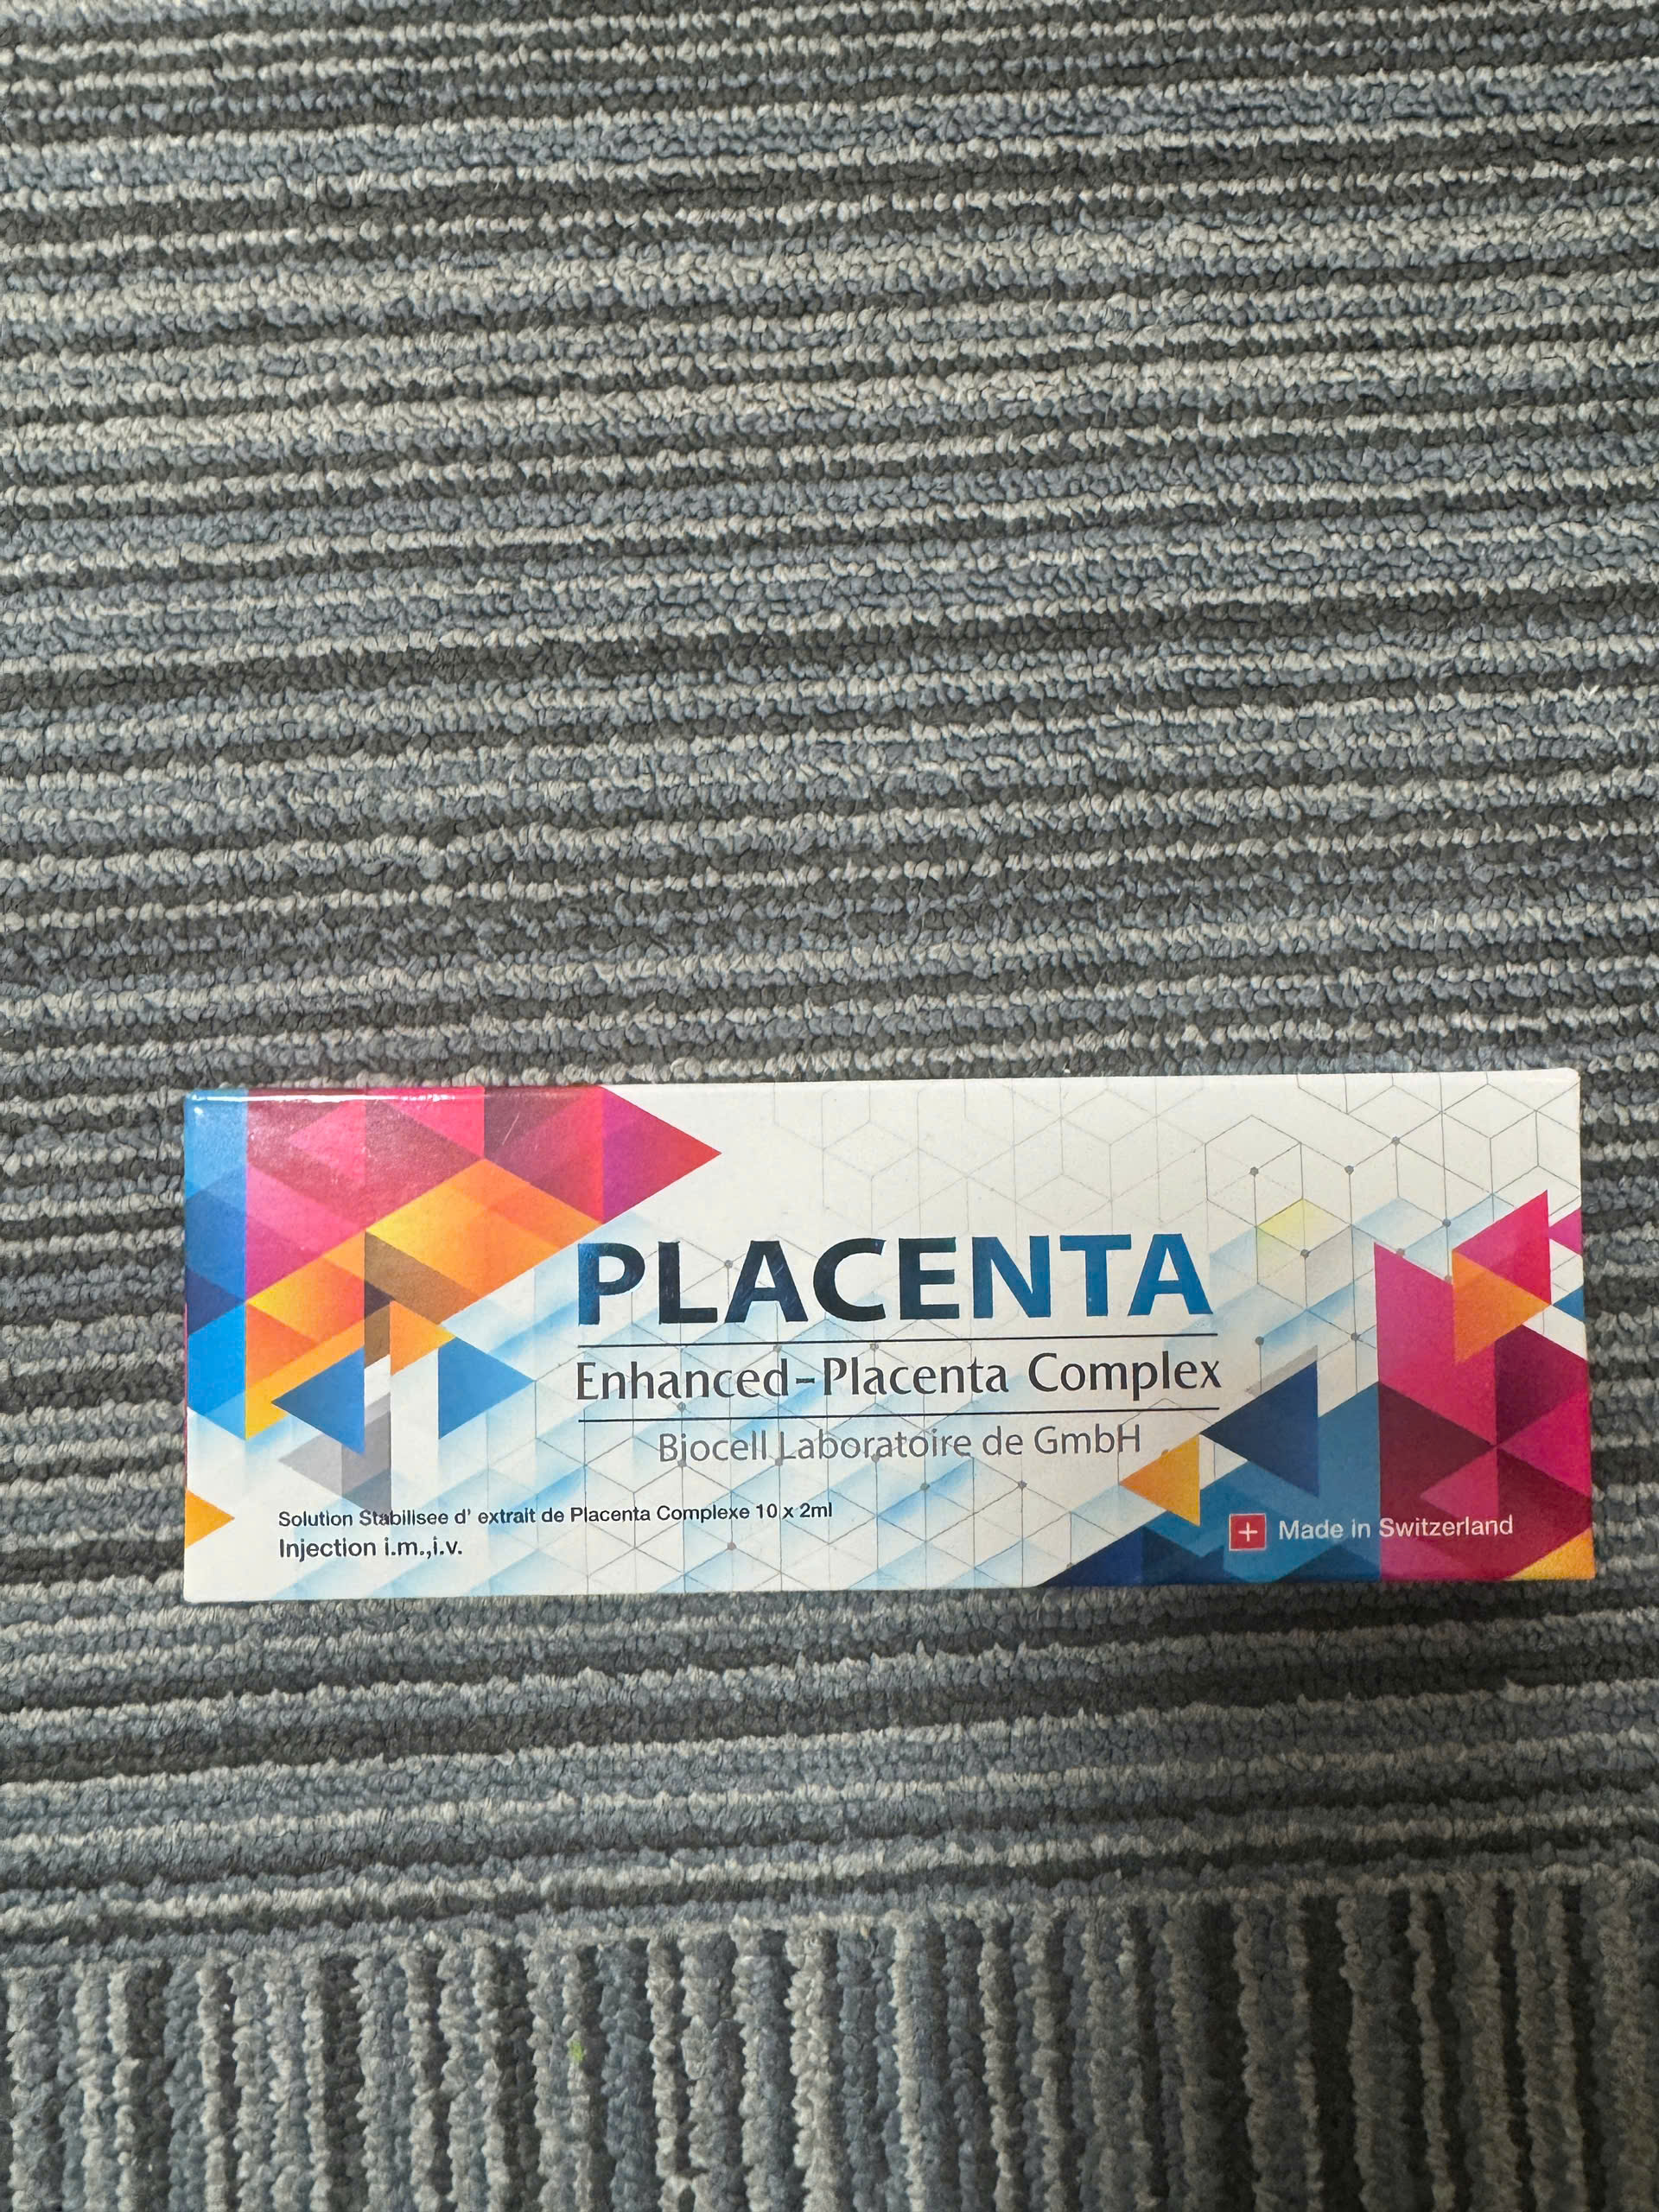 PLACENTA
Enhanced-Placenta Complex
Biocell Laboratoire de GmbH
Solution Stabilisee d' extrait de Placenta Complexe 10 x 2ml
Injection i.m.,i.v.
Made in Switzerland